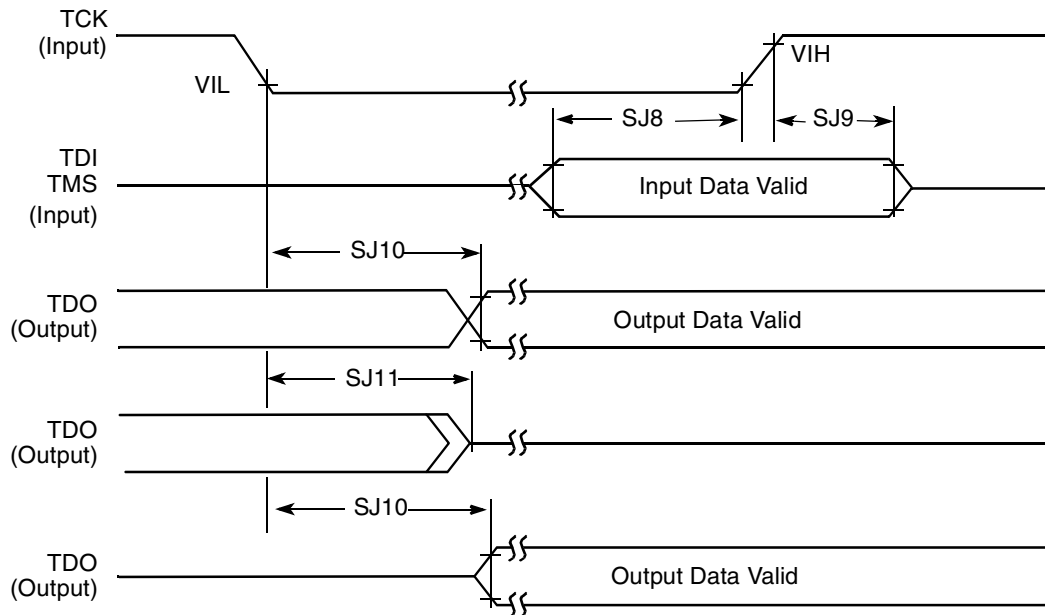 TCK
(Input)
VIL
VIH
SJ8
SJ9
TDI
TMS
(Input)
Input Data Valid
SJ10
TDO
(Output)
Output Data Valid
SJ11
TDO
(Output)
SJ10
TDO
(Output)
Output Data Valid